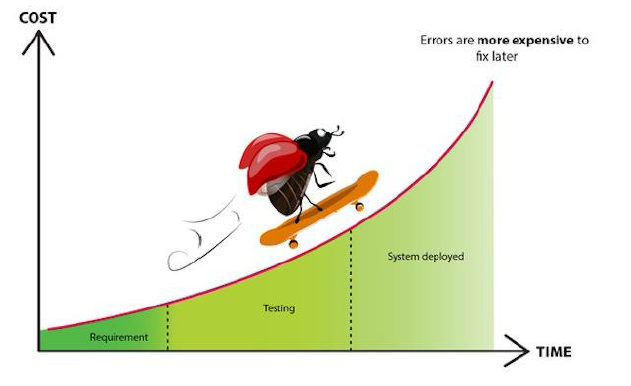 COST
Errors are more expensive to
fix later
System deployed
Testing
Requirement
TIME